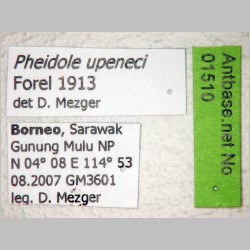 Pheidole upeneci
Forel 1913
det D. Mezger
Borneo, Sarawak
Gunung Mulu NP
N 04° 08 E 114° 53
08.2007 GM3601
leg. D. Mezger
Antbase.net No
01510